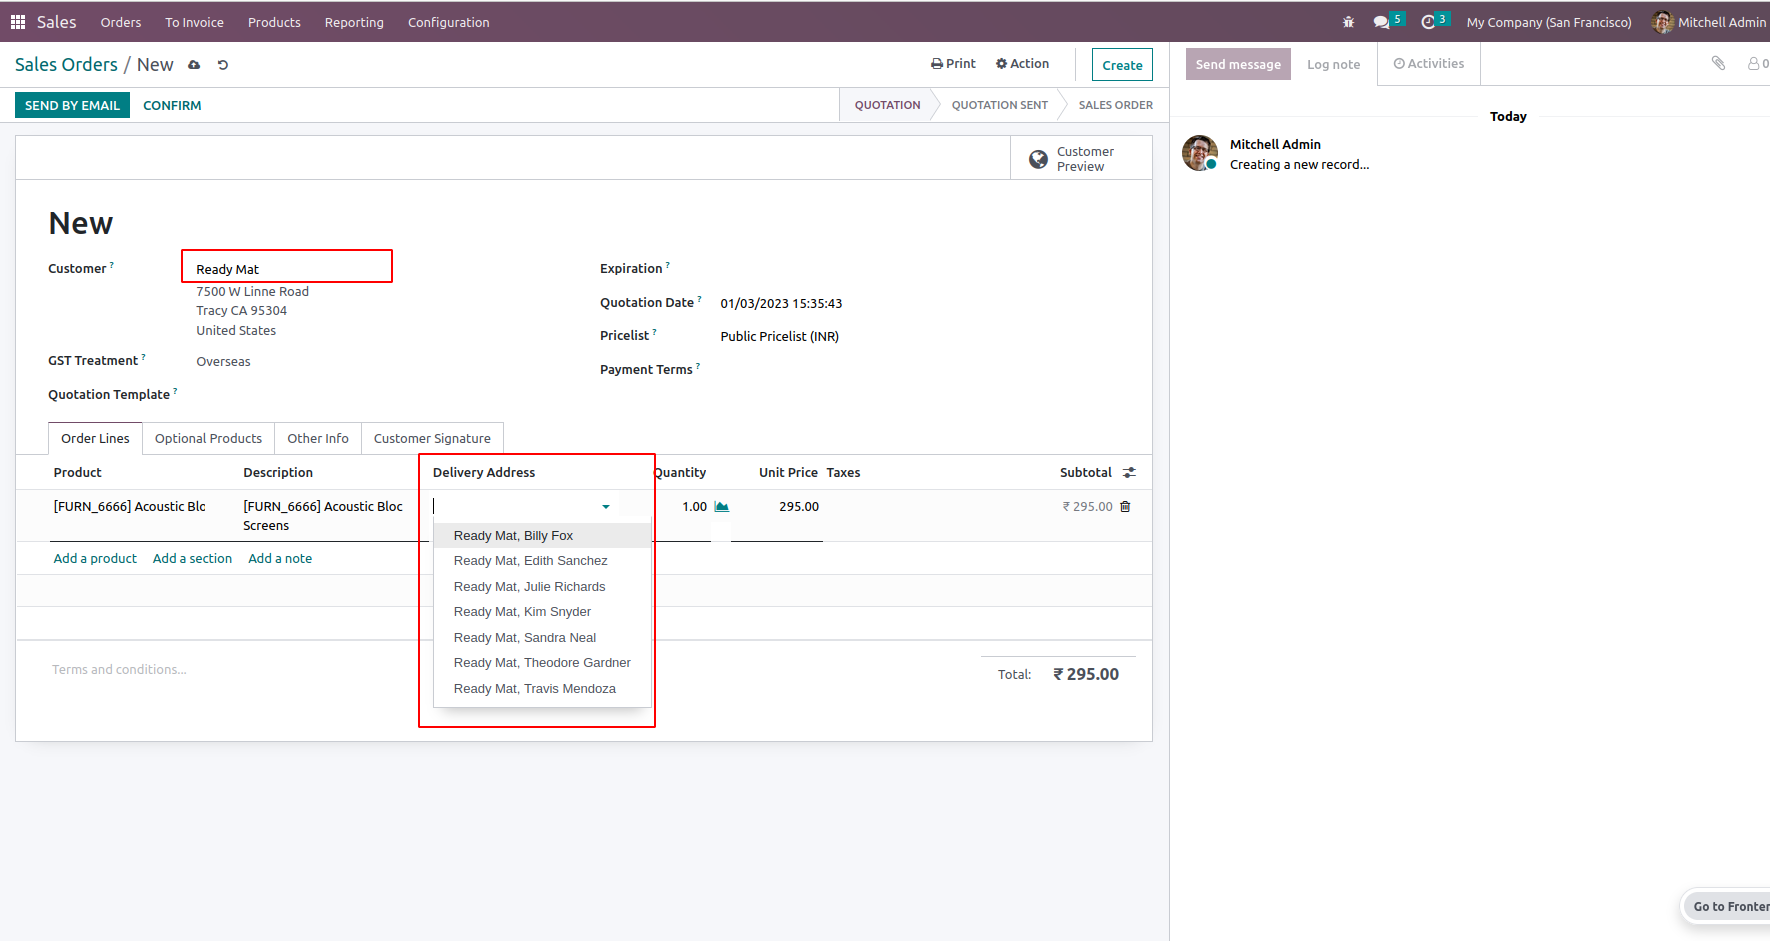 Sales Orders To Invoice Products Reporting Configuration 5 3 My Company (San Francisco) Mitchell Admin
Sales Orders / New Print Action Create
Send message Log note Activities 0
SEND BY EMAIL CONFIRM QUOTATION QUOTATION SENT SALES ORDER
Today
Mitchell Admin
Creating a new record...
Customer
Preview
New
Customer ? Ready Mat
7500 W Linne Road
Tracy CA 95304
United States
GST Treatment ? Overseas
Quotation Template ?
Expiration ?
Quotation Date ? 01/03/2023 15:35:43
Pricelist ? Public Pricelist (INR)
Payment Terms ?
Order Lines Optional Products Other Info Customer Signature
Product Description Delivery Address Quantity Unit Price Taxes Subtotal
[FURN_6666] Acoustic Blo [FURN_6666] Acoustic Bloc 1.00 295.00 ₹ 295.00
Screens
Add a product Add a section Add a note
Ready Mat, Billy Fox
Ready Mat, Edith Sanchez
Ready Mat, Julie Richards
Ready Mat, Kim Snyder
Ready Mat, Sandra Neal
Ready Mat, Theodore Gardner
Ready Mat, Travis Mendoza
Terms and conditions...
Total: ₹ 295.00
Go to Fronten